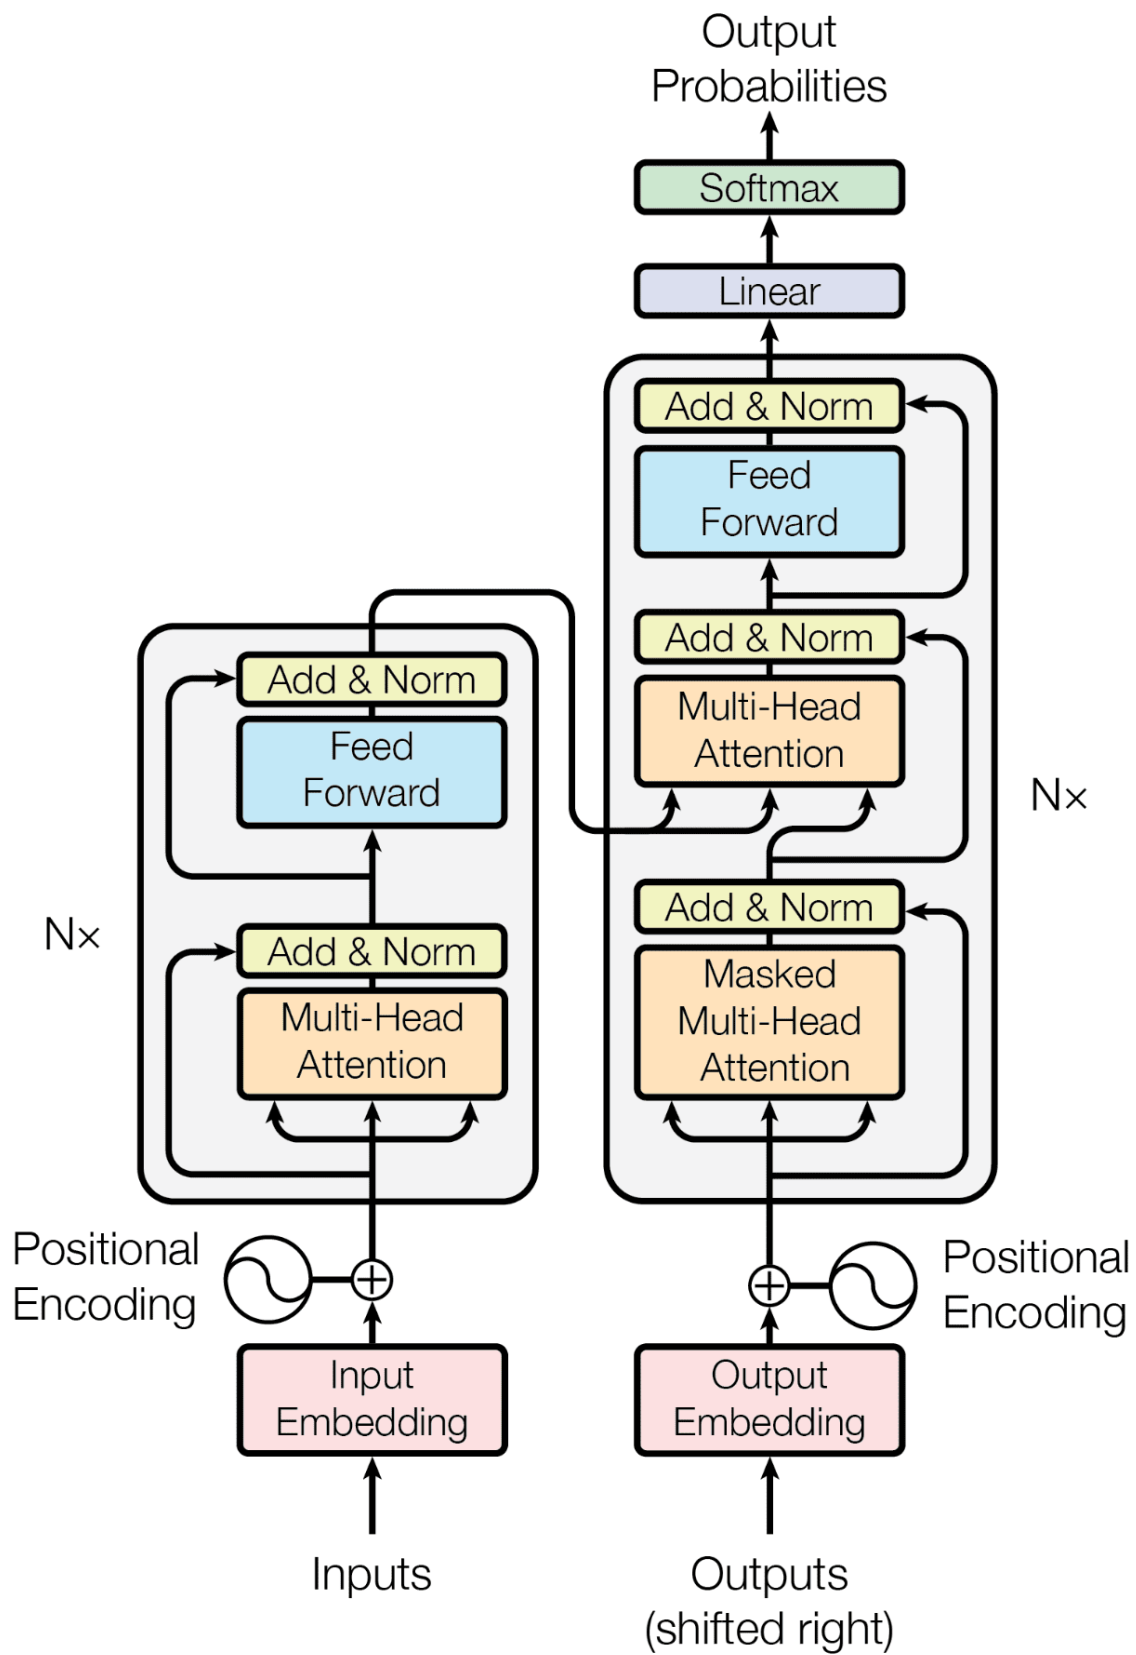 Output
Probabilities
Softmax
Linear
Add & Norm
Feed
Forward
Add & Norm
Multi-Head
Attention
Add & Norm
Masked
Multi-Head
Attention
N×
Add & Norm
Feed
Forward
Add & Norm
Multi-Head
Attention
N×
Positional
Encoding
Positional
Encoding
Input
Embedding
Output
Embedding
Inputs
Outputs
(shifted right)